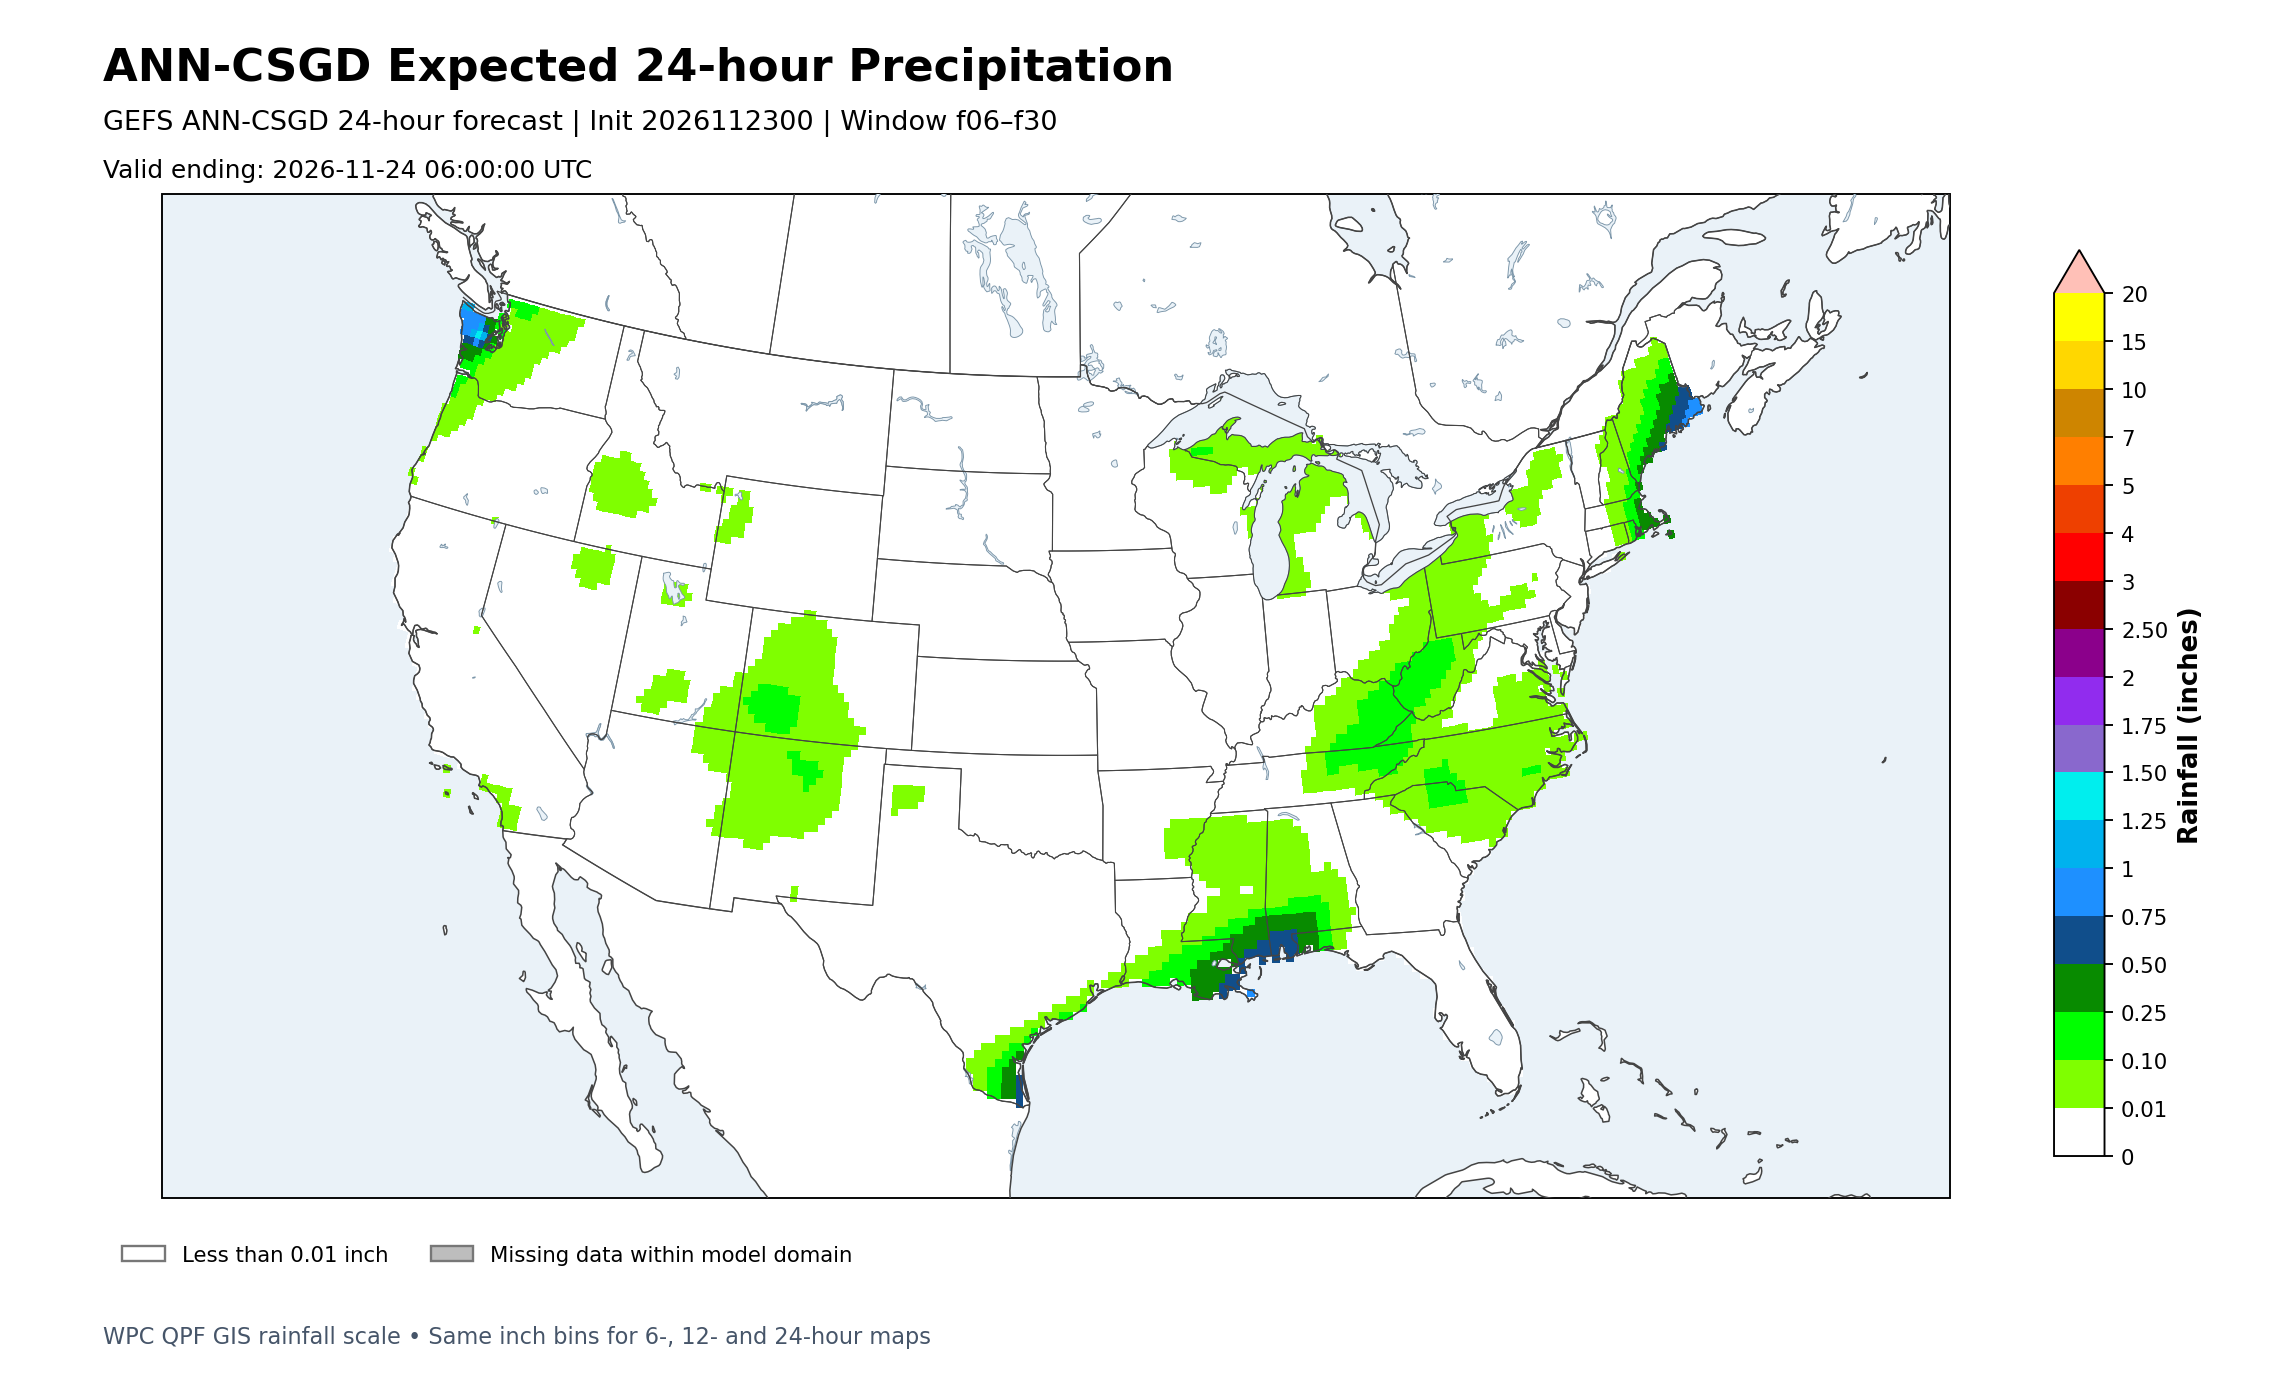 ANN-CSGD Expected 24-hour Precipitation
GEFS ANN-CSGD 24-hour forecast | Init 2026112300 | Window f06–f30
Valid ending: 2026-11-24 06:00:00 UTC
20
15
10
7
5
4
3
2.50
2
1.75
1.50
1.25
1
0.75
0.50
0.25
0.10
0.01
0
Rainfall (inches)
Less than 0.01 inch
Missing data within model domain
WPC QPF GIS rainfall scale • Same inch bins for 6-, 12- and 24-hour maps